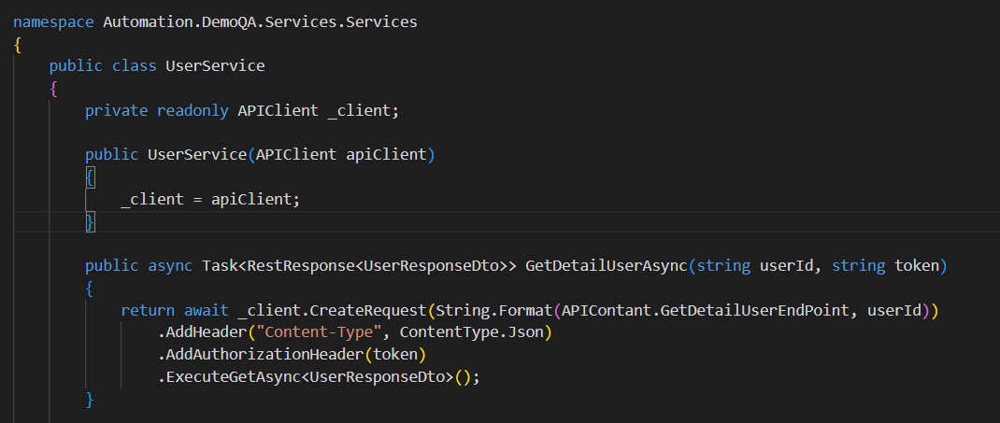 namespace Automation.DemoQA.Services.Services
{
    public class UserService
    {
        private readonly APIClient _client;
        public UserService(APIClient apiClient)
        {
            _client = apiClient;
        }
        public async Task<RestResponse<UserResponseDto>> GetDetailUserAsync(string userId, string token)
        {
            return await _client.CreateRequest(String.Format(APIContant.GetDetailUserEndPoint, userId))
                .AddHeader("Content-Type", ContentType.Json)
                .AddAuthorizationHeader(token)
                .ExecuteGetAsync<UserResponseDto>();
        }